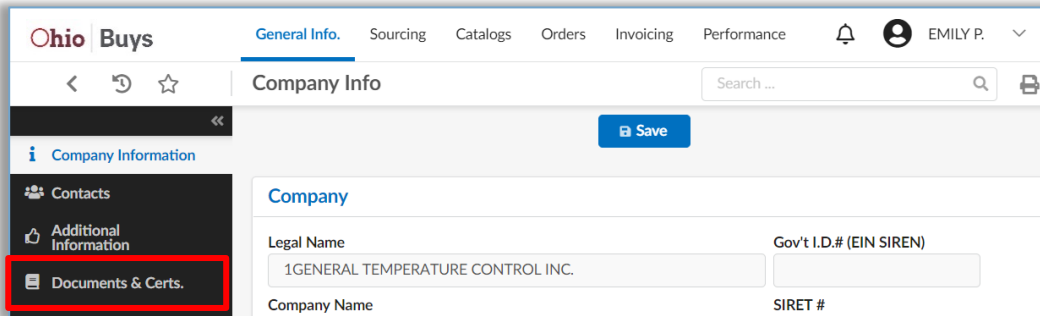 Ohio Buys General Info. Sourcing Catalogs Orders Invoicing Performance EMILY P.
Company Info Search ...
Save
Company Information
Contacts
Additional
Information
Documents & Certs.
Company
Legal Name Gov't I.D.# (EIN SIREN)
1GENERAL TEMPERATURE CONTROL INC.
Company Name SIRET #